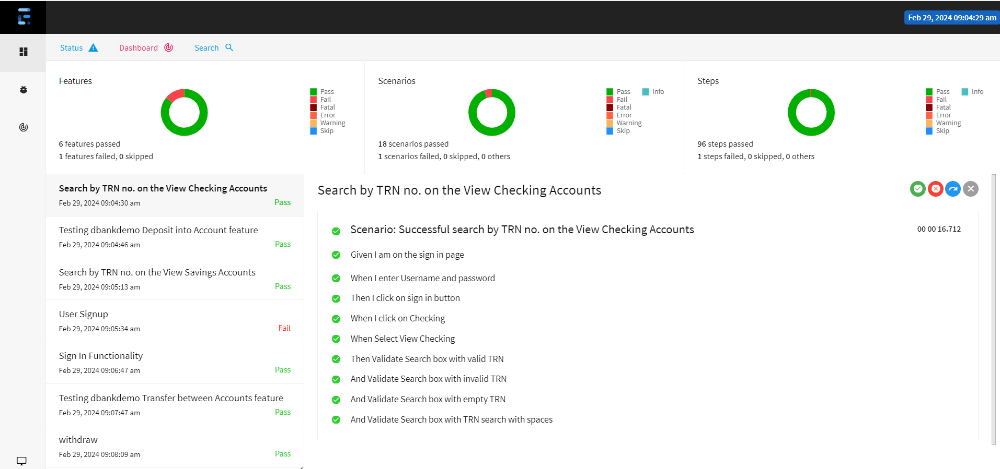 Feb 29, 2024 09:04:29 am
Status Dashboard Search
Features
Pass
Fail
Fatal
Error
Warning
Skip
6 features passed
1 features failed, 0 skipped
Scenarios
Pass Info
Fail
Fatal
Error
Warning
Skip
18 scenarios passed
1 scenarios failed, 0 skipped, 0 others
Steps
Pass Info
Fail
Fatal
Error
Warning
Skip
96 steps passed
1 steps failed, 0 skipped, 0 others
Search by TRN no. on the View Checking Accounts
Feb 29, 2024 09:04:30 am Pass
Testing dbankdemo Deposit into Account feature
Feb 29, 2024 09:04:46 am Pass
Search by TRN no. on the View Savings Accounts
Feb 29, 2024 09:05:13 am Pass
User Signup
Feb 29, 2024 09:05:34 am Fail
Sign In Functionality
Feb 29, 2024 09:06:47 am Pass
Testing dbankdemo Transfer between Accounts feature
Feb 29, 2024 09:07:47 am Pass
withdraw
Feb 29, 2024 09:08:09 am Pass
Search by TRN no. on the View Checking Accounts
Scenario: Successful search by TRN no. on the View Checking Accounts 00 00 16.712
Given I am on the sign in page
When I enter Username and password
Then I click on sign in button
When I click on Checking
When Select View Checking
Then Validate Search box with valid TRN
And Validate Search box with invalid TRN
And Validate Search box with empty TRN
And Validate Search box with TRN search with spaces